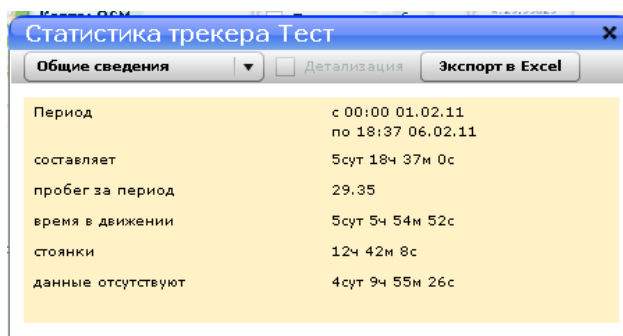 Статистика трекера Тест
Общие сведения Детализация Экспорт в Excel
Период с 00:00 01.02.11
по 18:37 06.02.11
составляет 5сут 18ч 37м 0с
пробег за период 29.35
время в движении 5сут 5ч 54м 52с
стоянки 12ч 42м 8с
данные отсутствуют 4сут 9ч 55м 26с